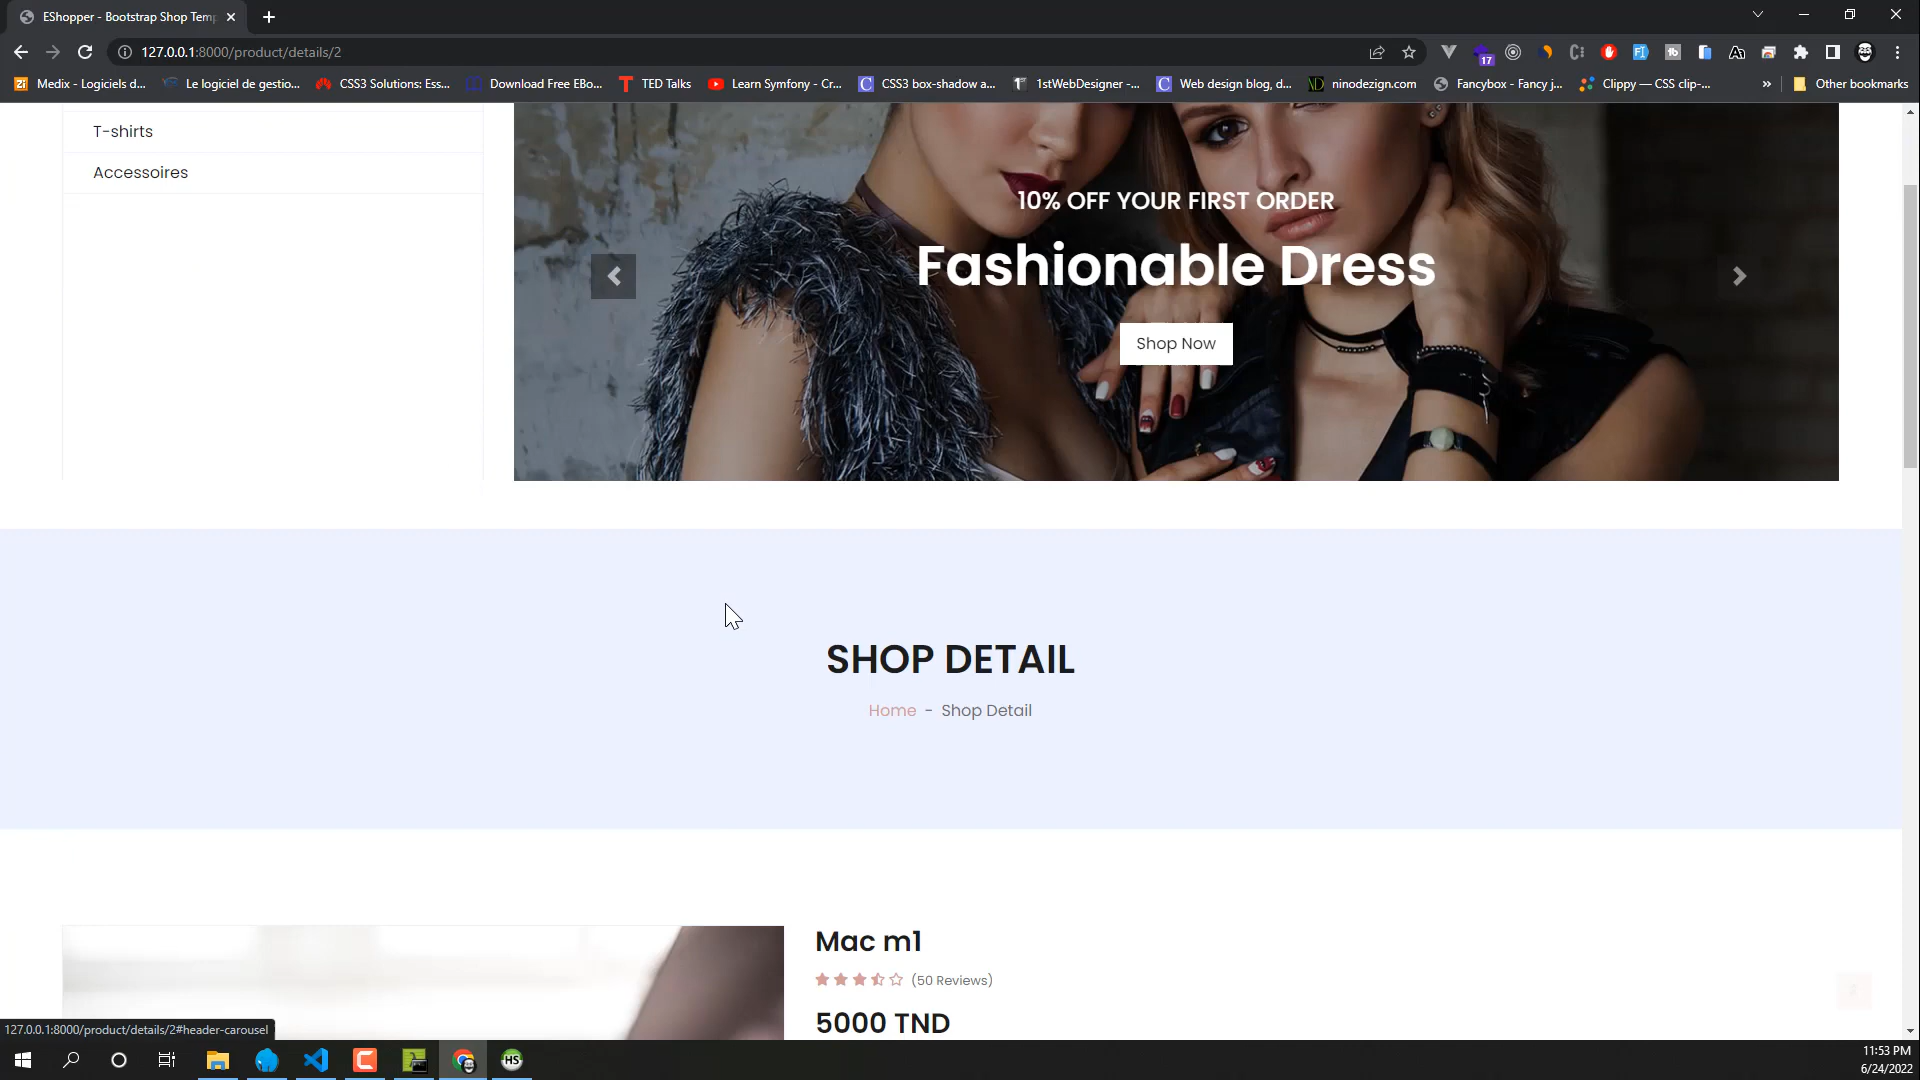 EShopper - Bootstrap Shop Temp
127.0.0.1:8000/product/details/2
17
Medix - Logiciels d...
Le logiciel de gestio...
CSS3 Solutions: Ess...
Download Free EBo...
TED Talks
Learn Symfony - Cr...
CSS3 box-shadow a...
1stWebDesigner -...
Web design blog, d...
ninodezign.com
Fancybox - Fancy j...
Clippy — CSS clip-...
»
Other bookmarks
T-shirts
Accessoires
10% OFF YOUR FIRST ORDER
Fashionable Dress
Shop Now
SHOP DETAIL
Home - Shop Detail
Mac m1
(50 Reviews)
5000 TND
127.0.0.1:8000/product/details/2#header-carousel
HS
11:53 PM
6/24/2022